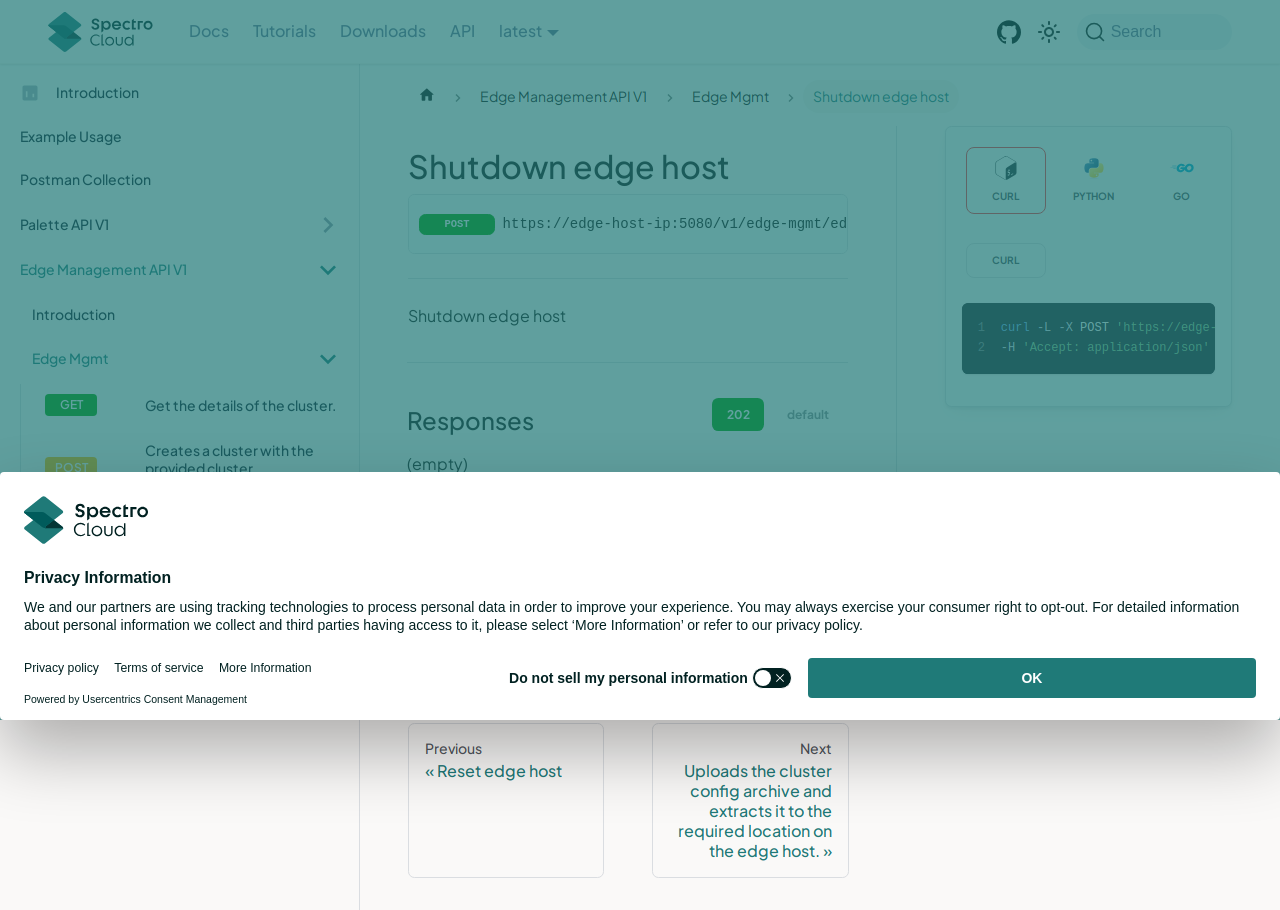 Spectro Cloud
Docs
Tutorials
Downloads
API
latest
Search
Introduction
Example Usage
Postman Collection
Palette API V1
Edge Management API V1
Introduction
Edge Mgmt
GET
Get the details of the cluster.
POST
Creates a cluster with the
provided cluster
Edge Management API V1
Edge Mgmt
Shutdown edge host
Shutdown edge host
POST
https://edge-host-ip:5080/v1/edge-mgmt/ed
Shutdown edge host
Responses
202
default
(empty)
CURL
PYTHON
GO
CURL
1 curl -L -X POST 'https://edge-
2 -H 'Accept: application/json'
Spectro
Cloud
Privacy Information
We and our partners are using tracking technologies to process personal data in order to improve your experience. You may always exercise your consumer right to opt-out. For detailed information
about personal information we collect and third parties having access to it, please select ‘More Information’ or refer to our privacy policy.
Privacy policy
Terms of service
More Information
Powered by Usercentrics Consent Management
Do not sell my personal information
OK
Previous
« Reset edge host
Next
Uploads the cluster
config archive and
extracts it to the
required location on
the edge host. »